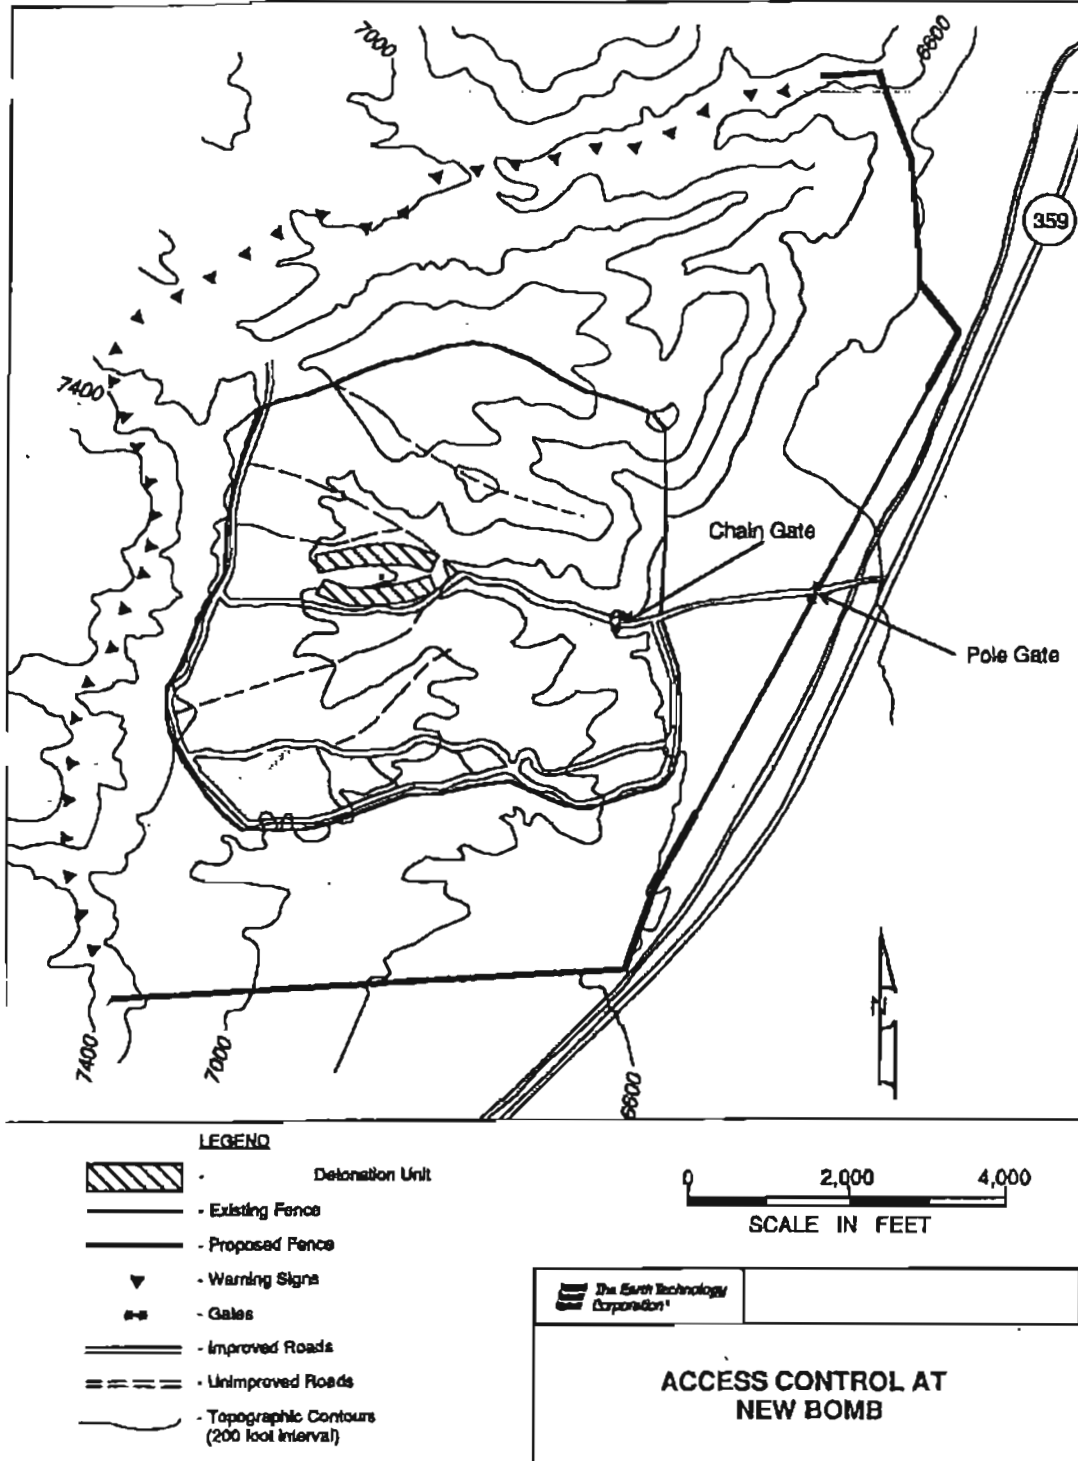 7000
6600
359
7400
Chain Gate
Pole Gate
7400
7000
6600
N
LEGEND
- Detonation Unit
- Existing Fence
- Proposed Fence
- Warning Signs
- Gates
- Improved Roads
- Unimproved Roads
- Topographic Contours
(200 foot interval)
0 2,000 4,000
SCALE IN FEET
The Earth Technology
Corporation
ACCESS CONTROL AT
NEW BOMB